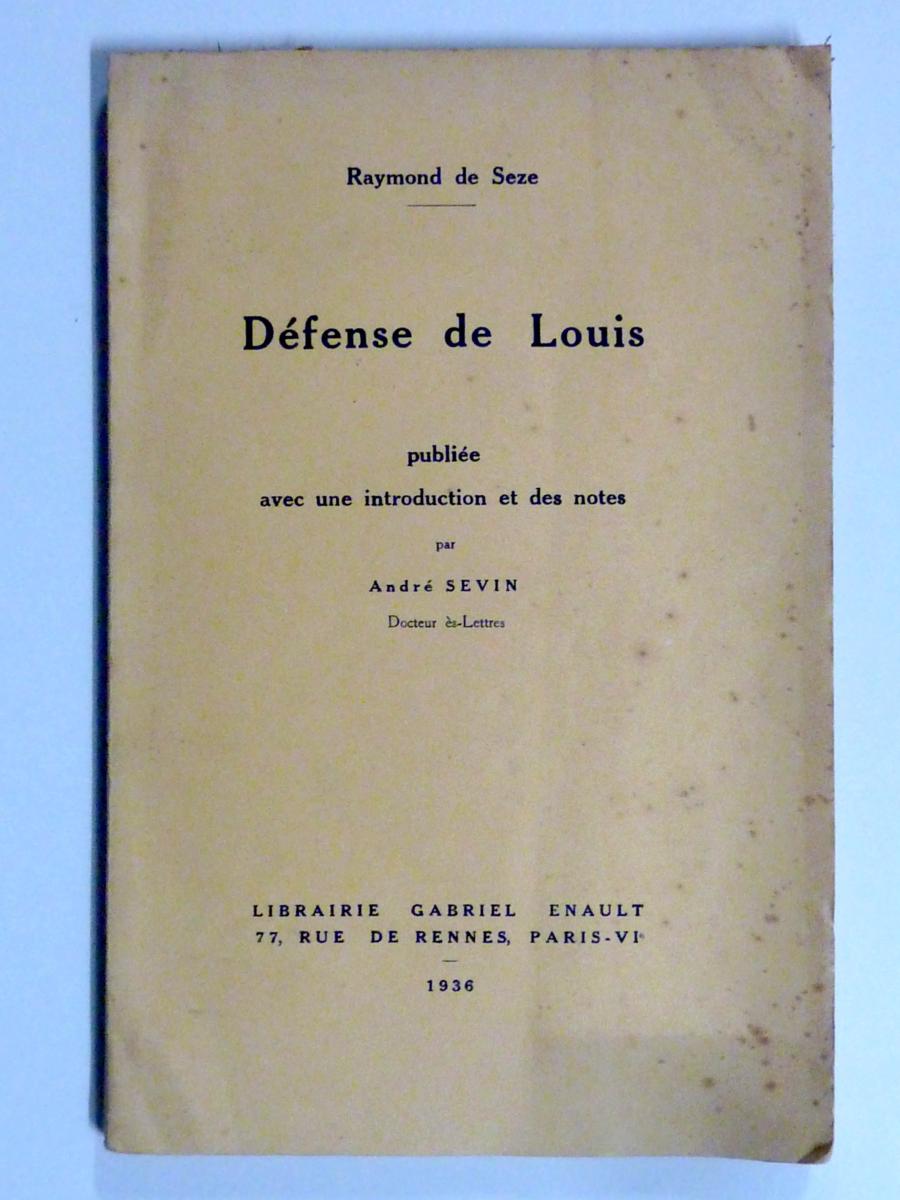 Raymond de Seze
Défense de Louis
publiée
avec une introduction et des notes
par
André SEVIN
Docteur ès-Lettres
LIBRAIRIE GABRIEL ENAULT
77, RUE DE RENNES, PARIS-VIe
1936